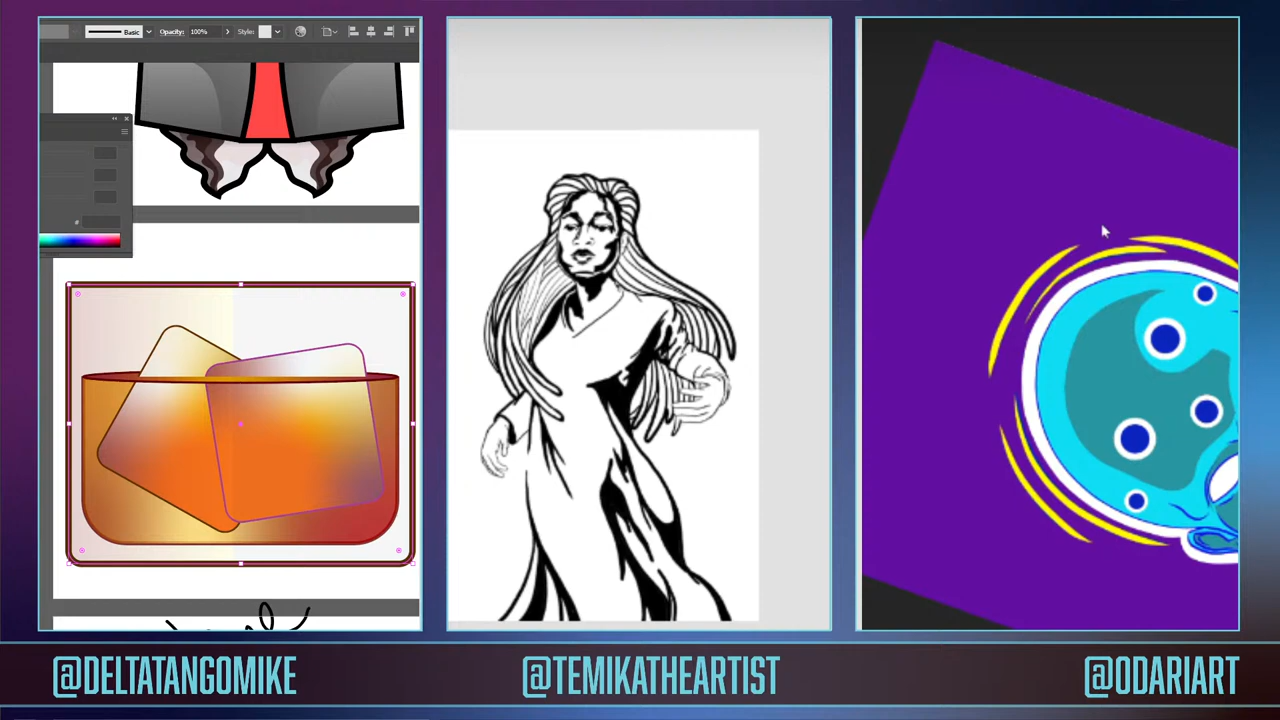 Basic
Opacity: 100%
Style:
#
@DELTATANGOMIKE
@TEMIKATHEARTIST
@ODARIART